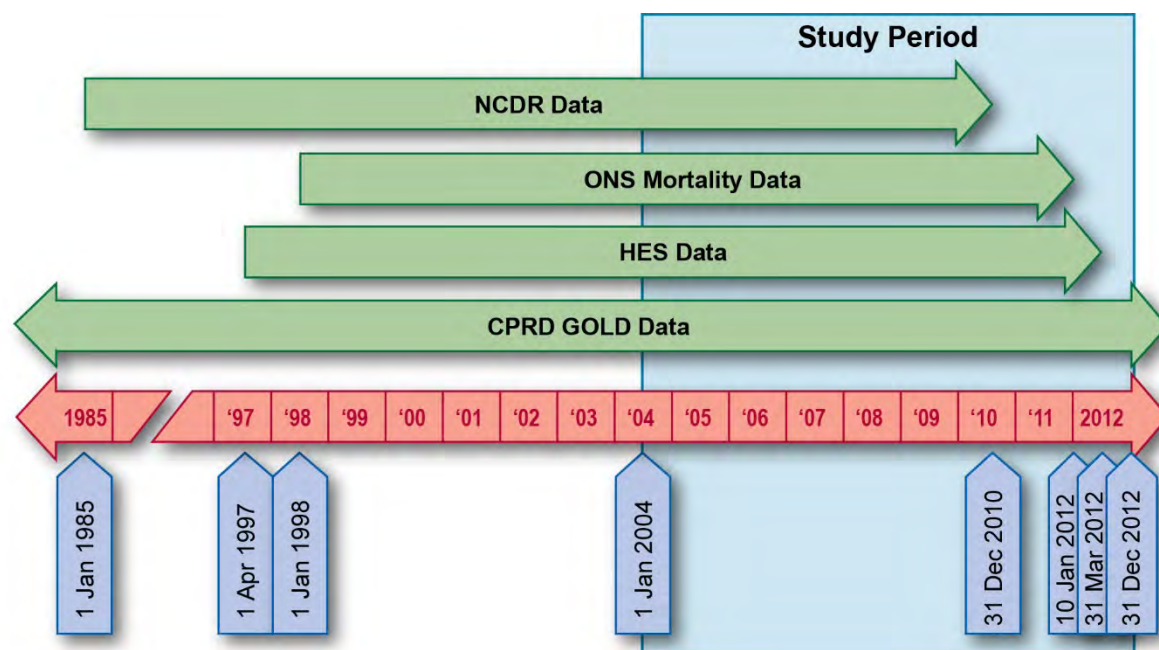 Study Period
NCDR Data
ONS Mortality Data
HES Data
CPRD GOLD Data
1985 ‘97 ‘98 ‘99 ‘00 ‘01 ‘02 ‘03 ‘04 ‘05 ‘06 ‘07 ‘08 ‘09 ‘10 ‘11 2012
1 Jan 1985
1 Apr 1997
1 Jan 1998
1 Jan 2004
31 Dec 2010
10 Jan 2012
31 Mar 2012
31 Dec 2012